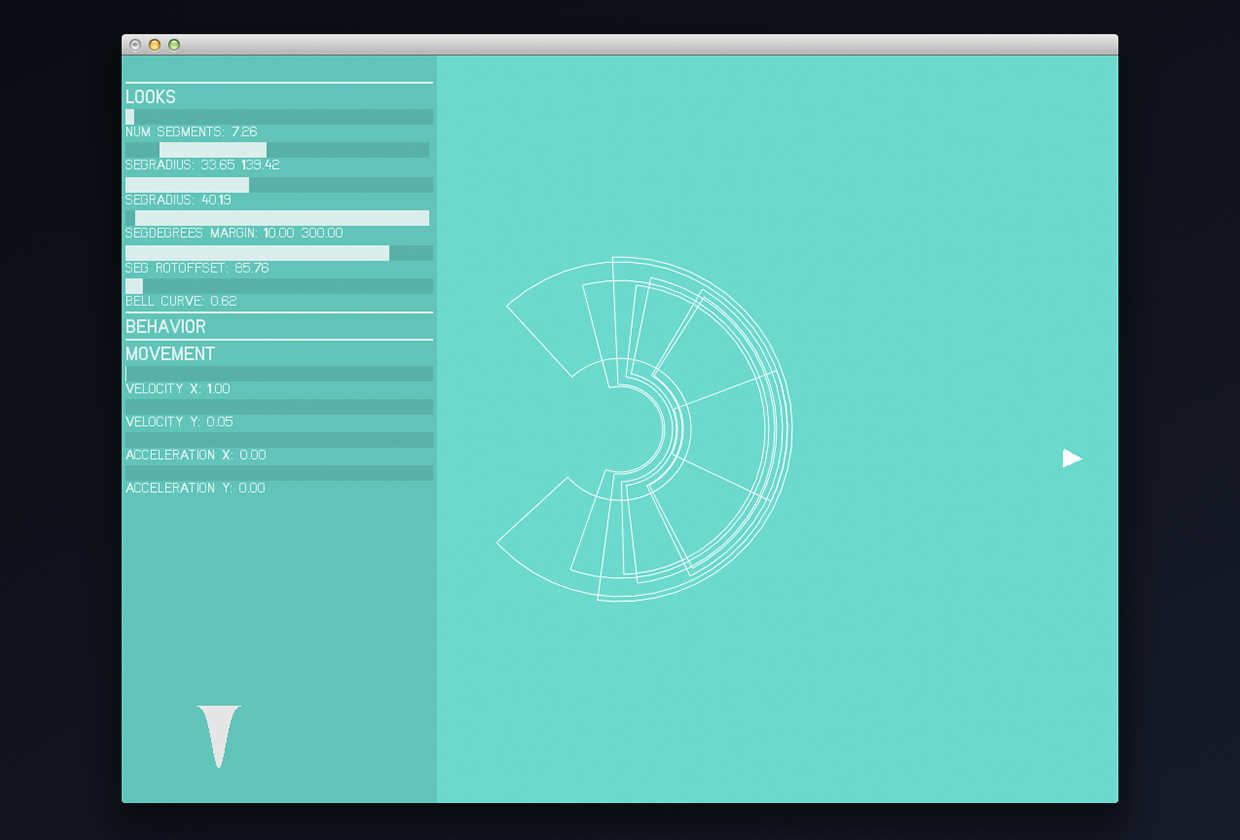 LOOKS
NUM SEGMENTS: 7.26
SEGRADIUS: 33.65 139.42
SEGRADIUS: 40.19
SEGDEGREES MARGIN: 10.00 300.00
SEG ROTOFFSET: 85.76
BELL CURVE: 0.62
BEHAVIOR
MOVEMENT
VELOCITY X: 1.00
VELOCITY Y: 0.05
ACCELERATION X: 0.00
ACCELERATION Y: 0.00